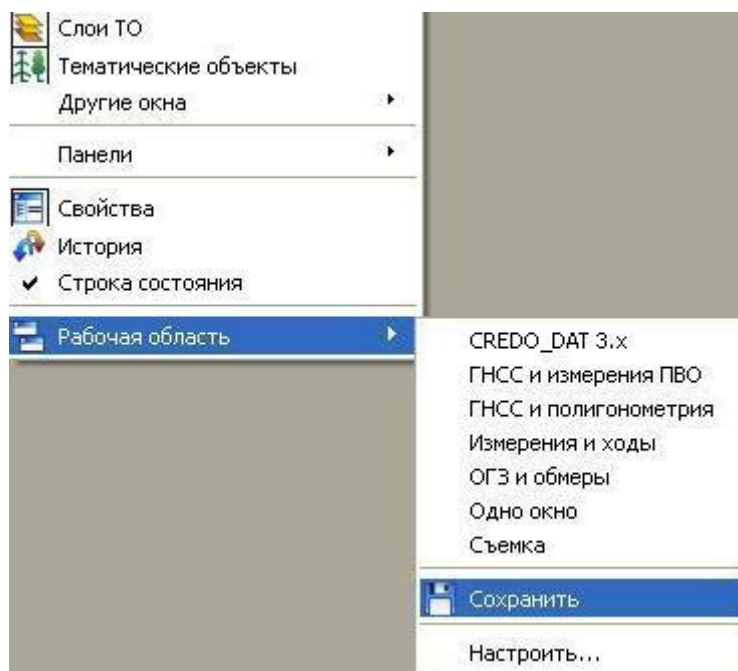 Слои ТО
Тематические объекты
Другие окна
Панели
Свойства
История
Строка состояния
Рабочая область
CREDO_DAT 3.x
ГНСС и измерения ПВО
ГНСС и полигонометрия
Измерения и ходы
ОГЗ и обмеры
Одно окно
Съемка
Сохранить
Настроить...